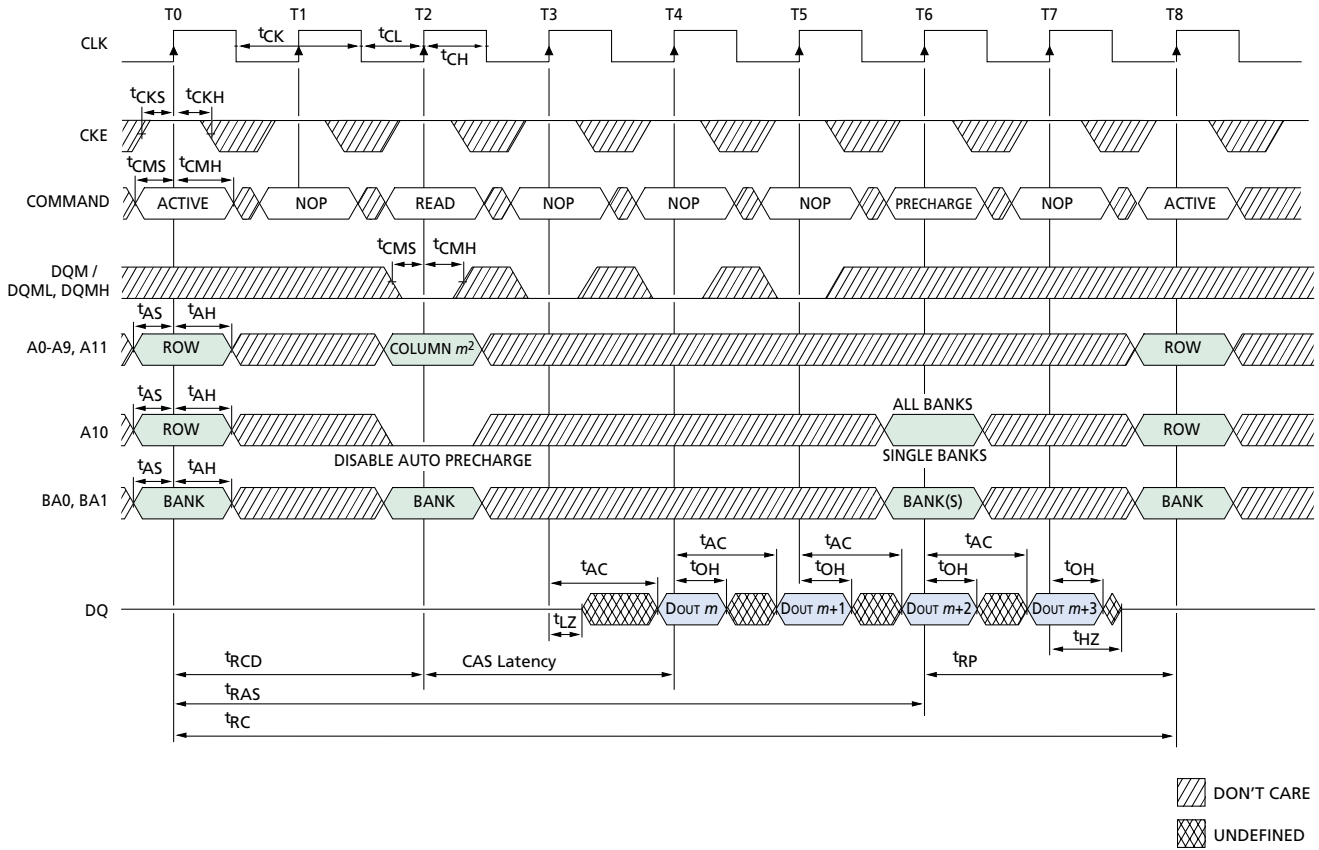 T0 T1 T2 T3 T4 T5 T6 T7 T8
CLK
tCK tCL
tCH
tCKS tCKH
CKE
tCMS tCMH
COMMAND ACTIVE NOP READ NOP NOP NOP PRECHARGE NOP ACTIVE
tCMS tCMH
DQM /
DQML, DQMH
tAS tAH
A0-A9, A11 ROW COLUMN m2 ROW
tAS tAH ALL BANKS
A10 ROW ROW
DISABLE AUTO PRECHARGE SINGLE BANKS
tAS tAH
BA0, BA1 BANK BANK BANK(S) BANK
tAC tAC tAC
tAC tOH tOH tOH tOH
DQ DOUT m DOUT m+1 DOUT m+2 DOUT m+3
tLZ tHZ
tRCD CAS Latency tRP
tRAS
tRC
DON'T CARE
UNDEFINED